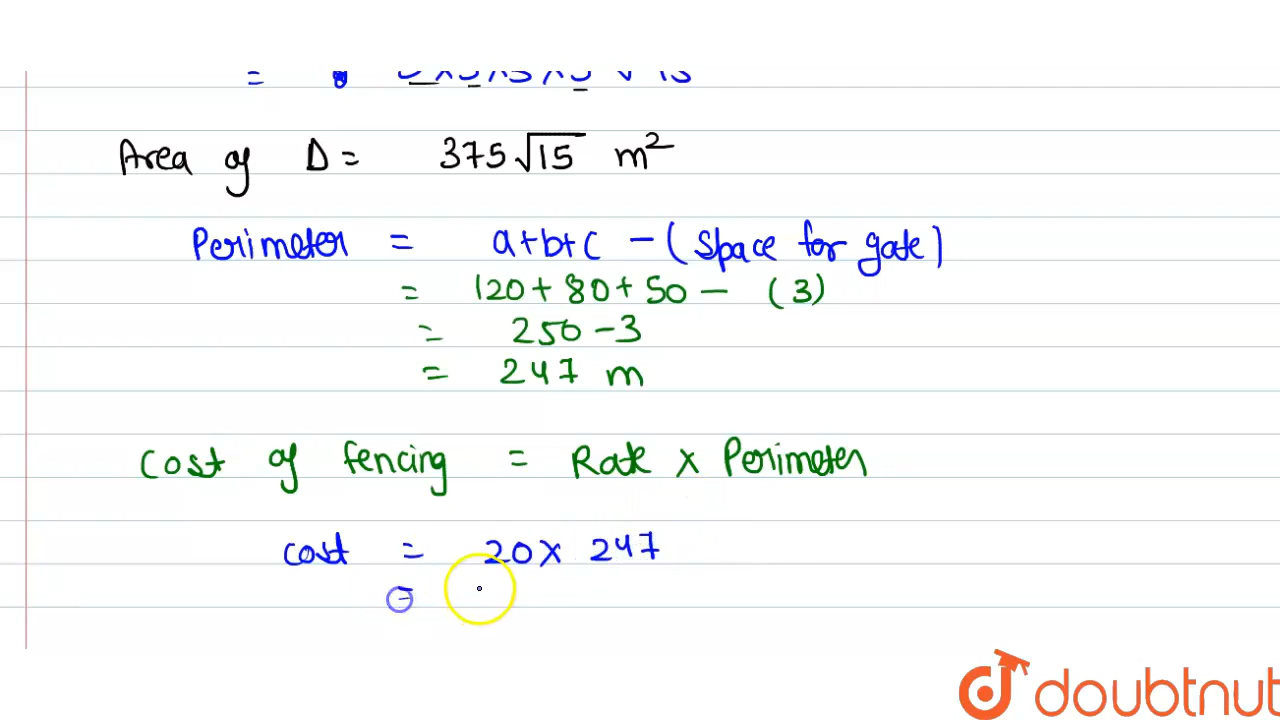 Area of Δ = 375√15 m²
Perimeter = a+b+c - (space for gate)
= 120 + 80 + 50 - (3)
= 250 - 3
= 247 m
Cost of fencing = Rate x Perimeter
cost = 20 x 247
=
doubtnut